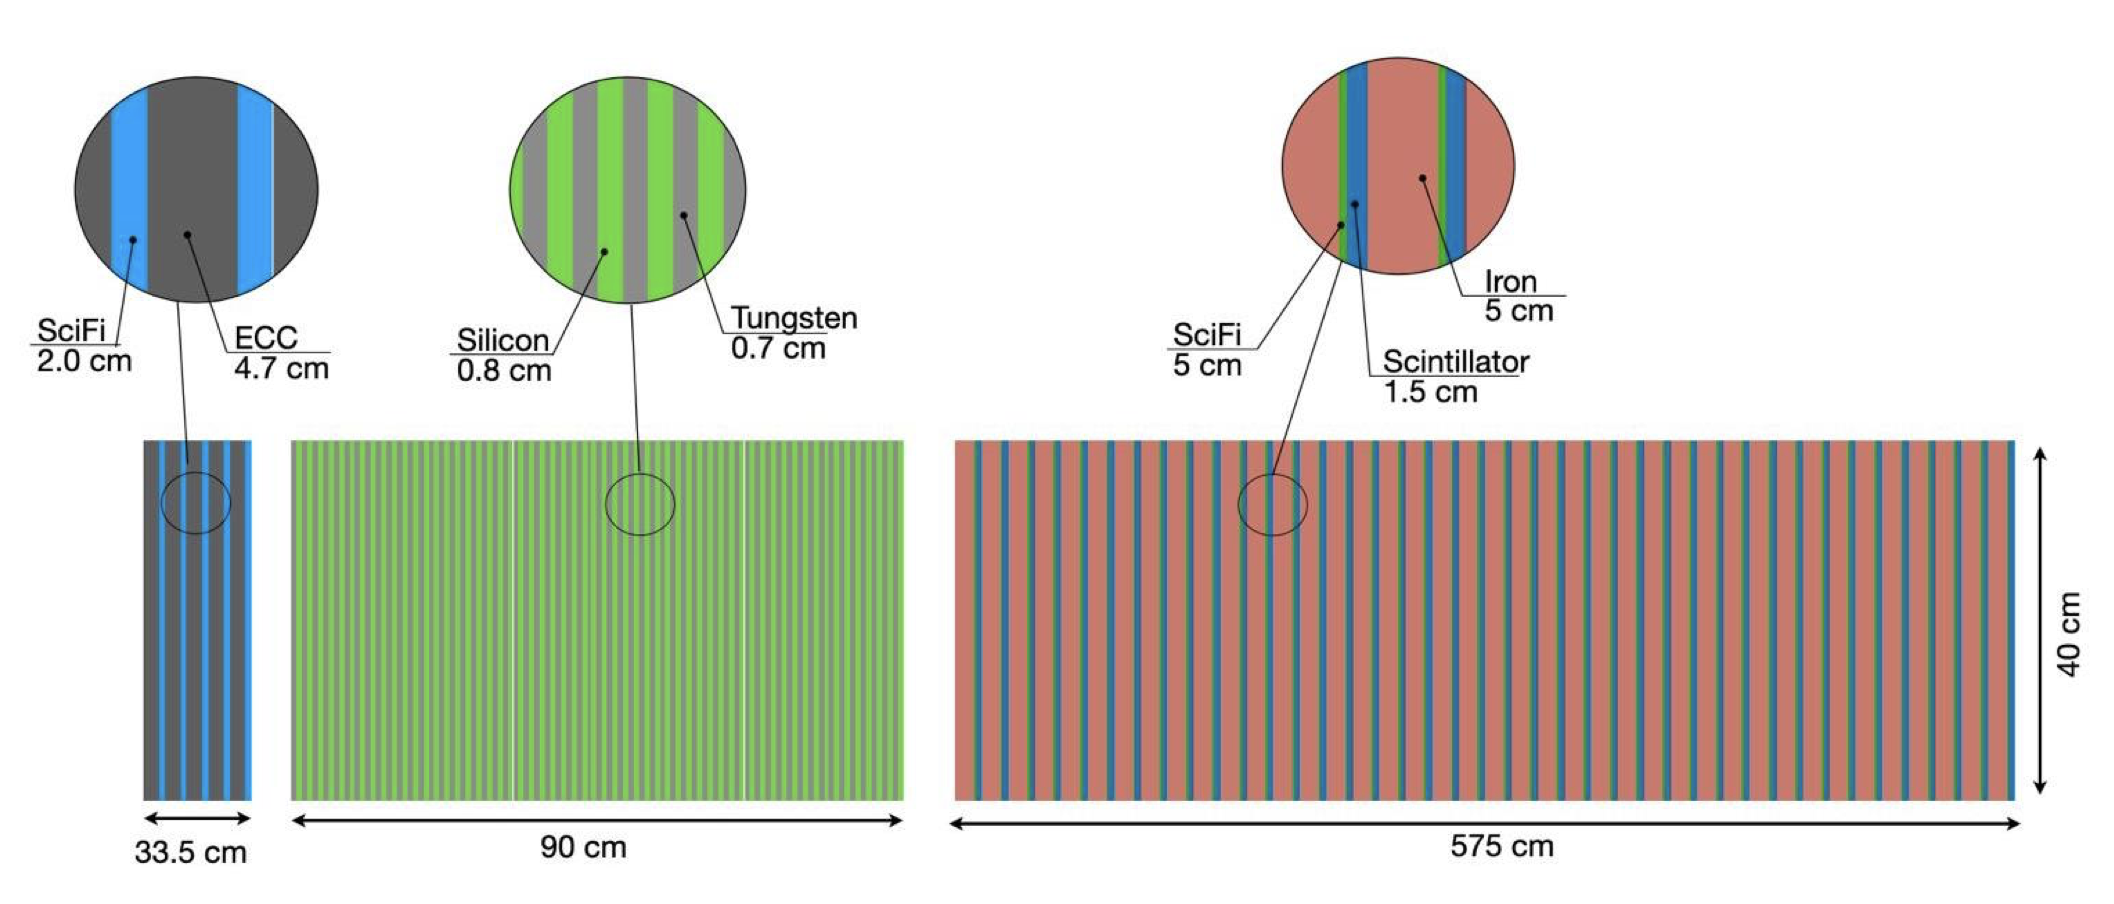 SciFi
2.0 cm
ECC
4.7 cm
Silicon
0.8 cm
Tungsten
0.7 cm
SciFi
5 cm
Scintillator
1.5 cm
Iron
5 cm
33.5 cm
90 cm
575 cm
40 cm